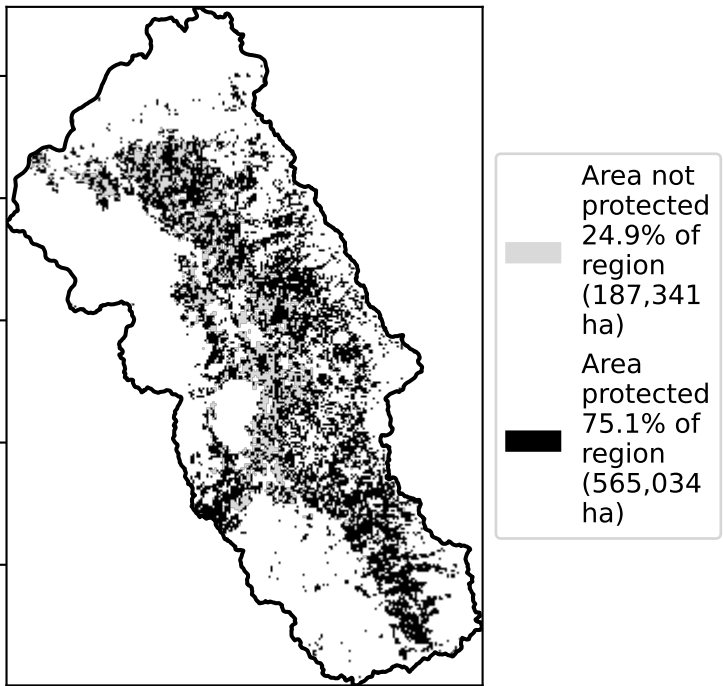 Area not
protected
24.9% of
region
(187,341
ha)
Area
protected
75.1% of
region
(565,034
ha)